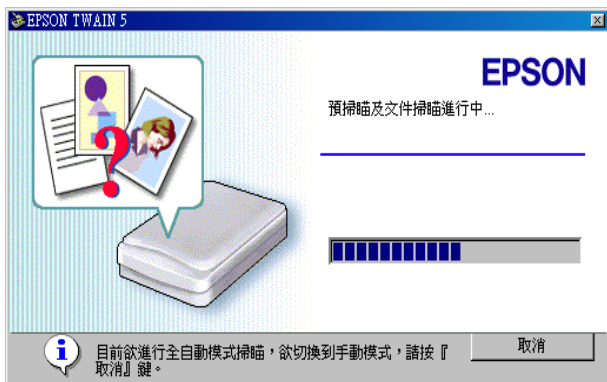 EPSON TWAIN 5
EPSON
預掃瞄及文件掃瞄進行中...
目前欲進行全自動模式掃瞄，欲切換到手動模式，請按『
取消』鍵。
取消